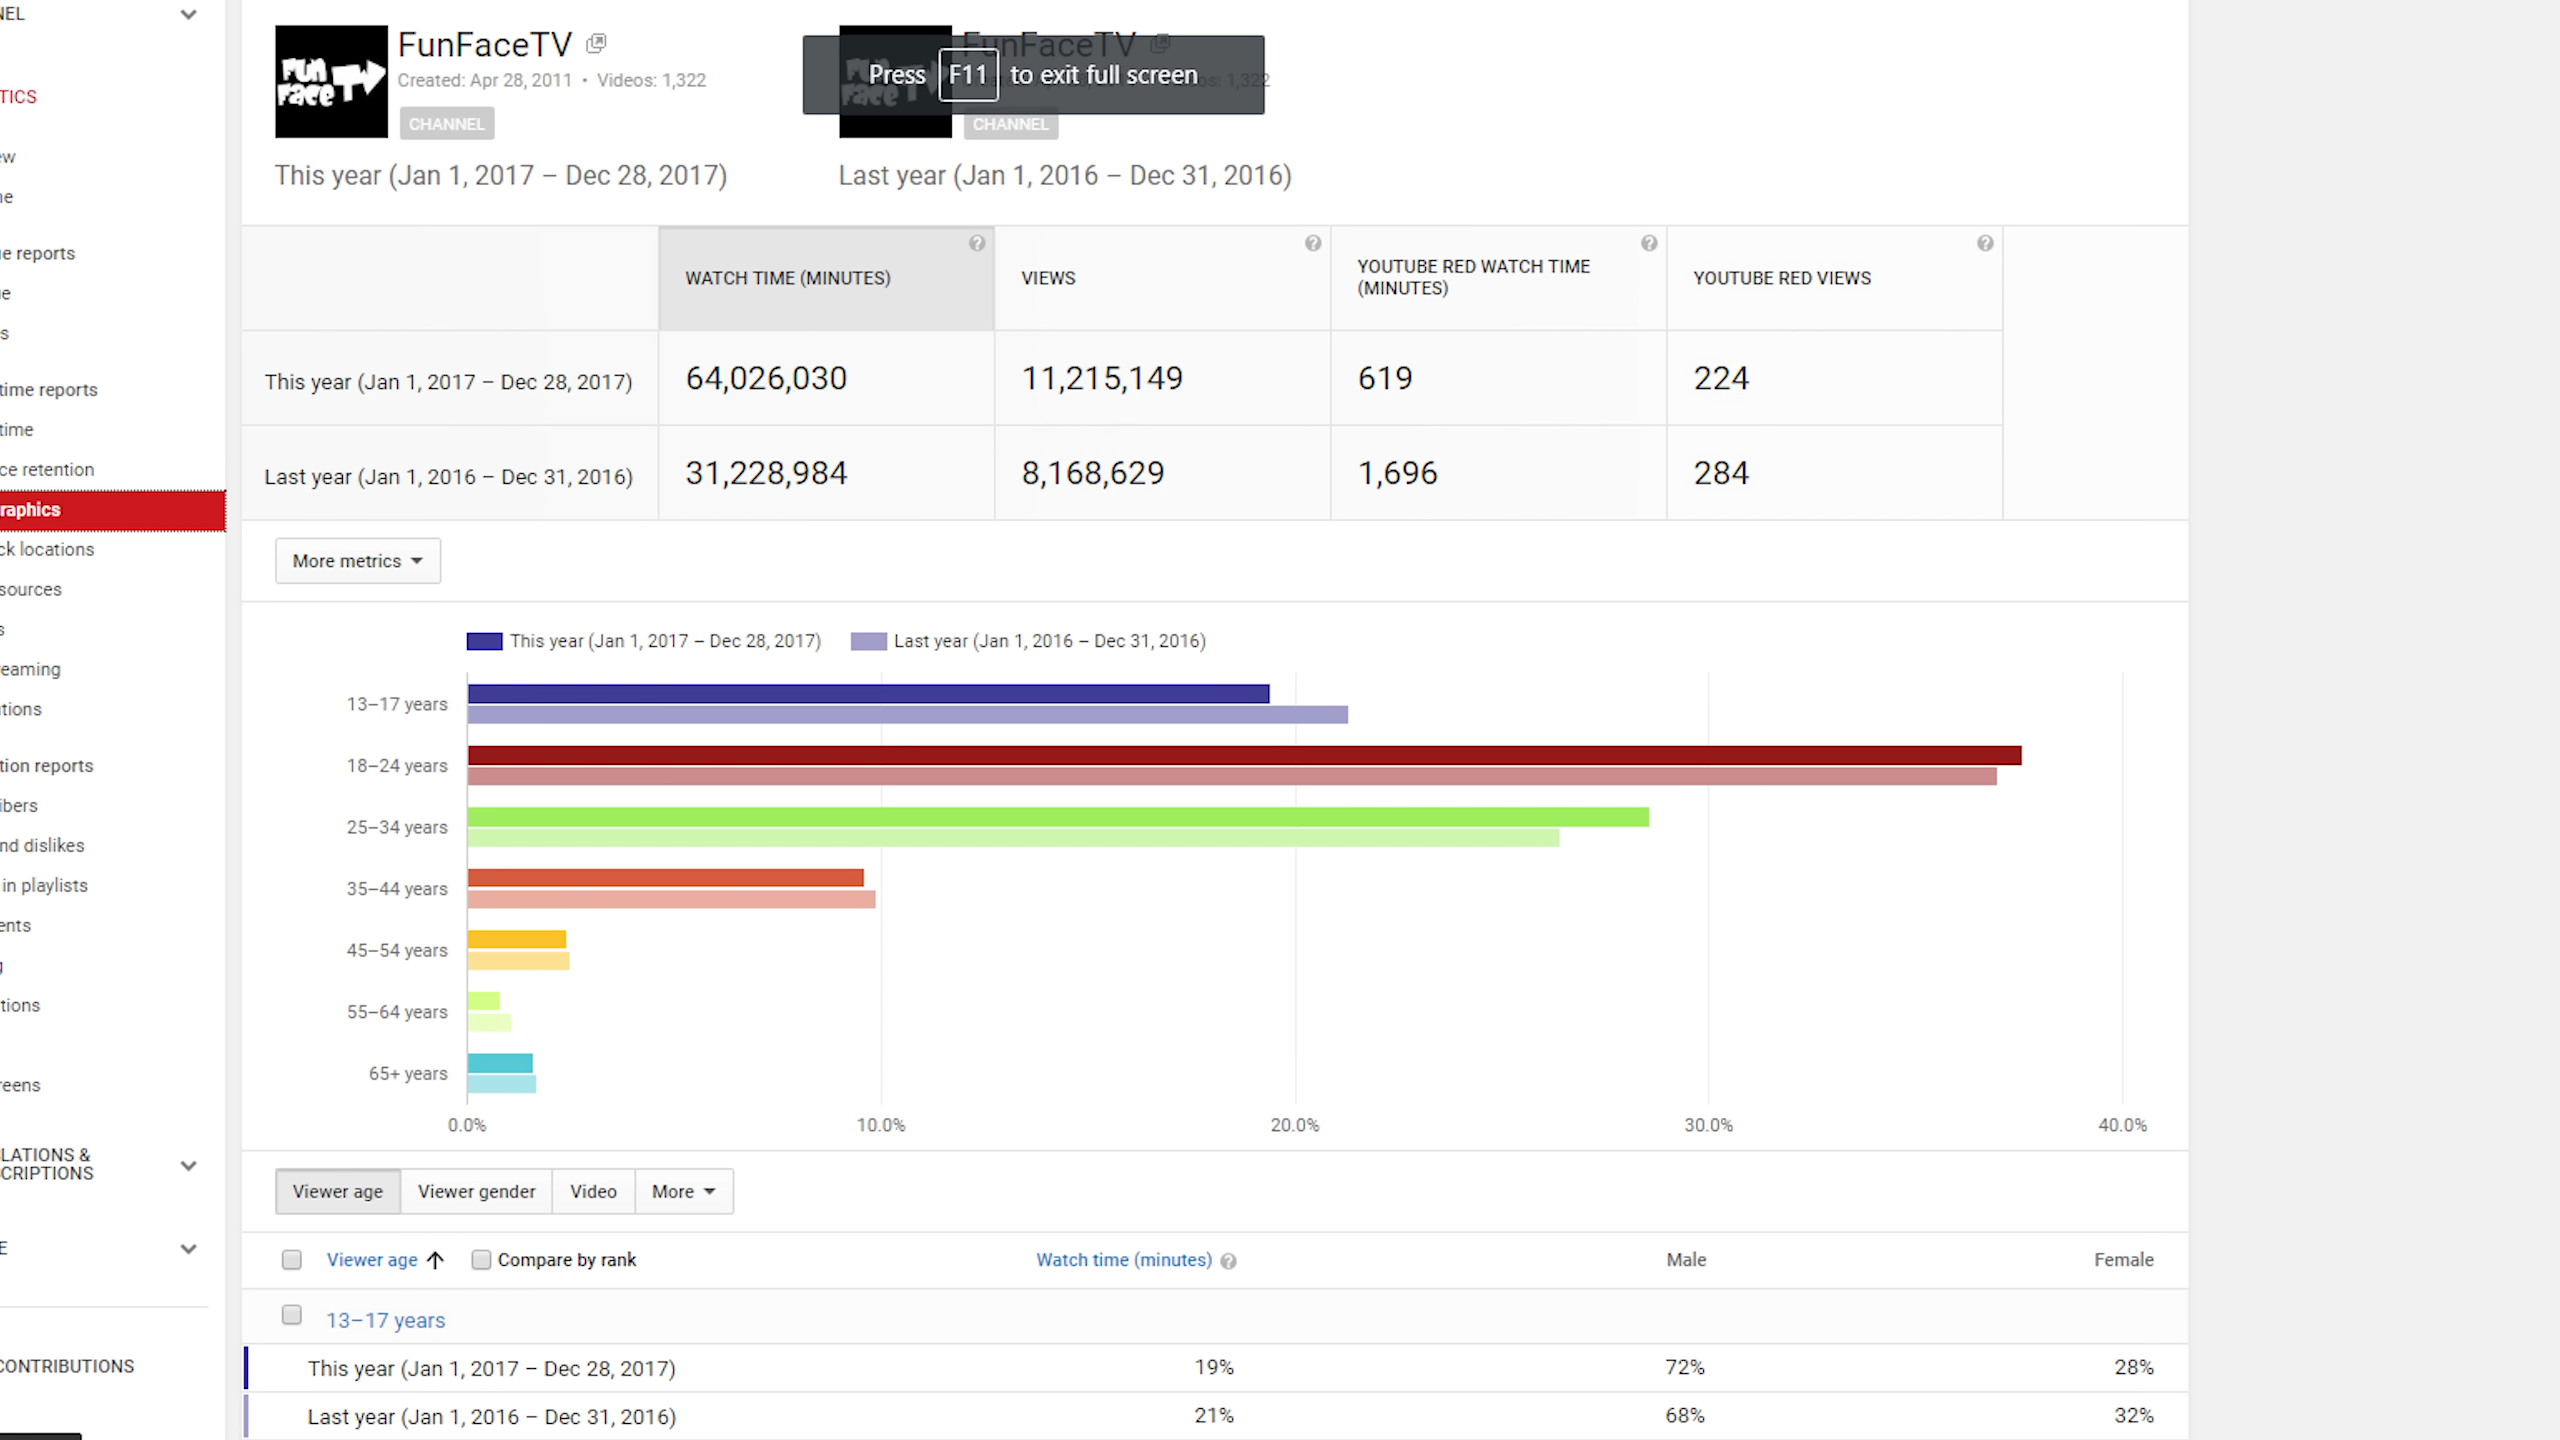 NEL
TICS
ew
ne
e reports
e
s
time reports
time
ce retention
raphics
ck locations
sources
s
eaming
tions
tion reports
ibers
nd dislikes
in playlists
ents
g
tions
reens
LATIONS &
CRIPTIONS
E
CONTRIBUTIONS
FUN
FACE TV
FunFaceTV
Created: Apr 28, 2011 • Videos: 1,322
CHANNEL
This year (Jan 1, 2017 – Dec 28, 2017)
FunFaceTV
Press F11 to exit full screen
os: 1,322
CHANNEL
Last year (Jan 1, 2016 – Dec 31, 2016)
WATCH TIME (MINUTES) VIEWS YOUTUBE RED WATCH TIME (MINUTES) YOUTUBE RED VIEWS
This year (Jan 1, 2017 – Dec 28, 2017) 64,026,030 11,215,149 619 224
Last year (Jan 1, 2016 – Dec 31, 2016) 31,228,984 8,168,629 1,696 284
More metrics
This year (Jan 1, 2017 – Dec 28, 2017) Last year (Jan 1, 2016 – Dec 31, 2016)
13–17 years
18–24 years
25–34 years
35–44 years
45–54 years
55–64 years
65+ years
0.0% 10.0% 20.0% 30.0% 40.0%
Viewer age Viewer gender Video More
Viewer age Compare by rank Watch time (minutes) Male Female
13–17 years
This year (Jan 1, 2017 – Dec 28, 2017) 19% 72% 28%
Last year (Jan 1, 2016 – Dec 31, 2016) 21% 68% 32%